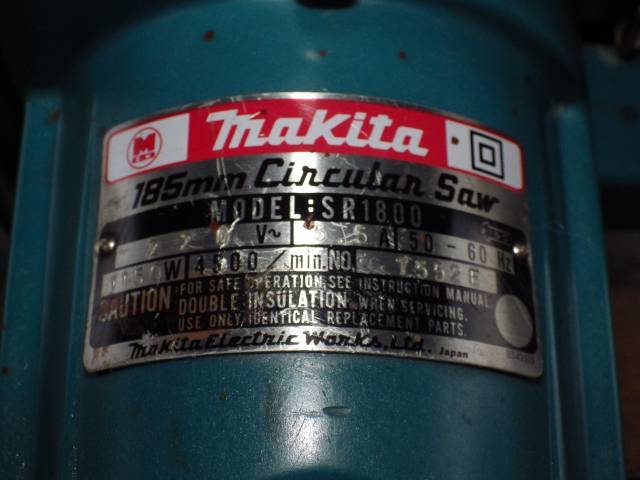 M
Makita
185mm Circular Saw
MODEL: SR1800
220 V~ A 50-60 Hz
W 4500/min. NO.
CAUTION FOR SAFE OPERATION, SEE INSTRUCTION MANUAL.
DOUBLE INSULATION. WHEN SERVICING,
USE ONLY IDENTICAL REPLACEMENT PARTS.
Makita Electric Works, Ltd. Japan